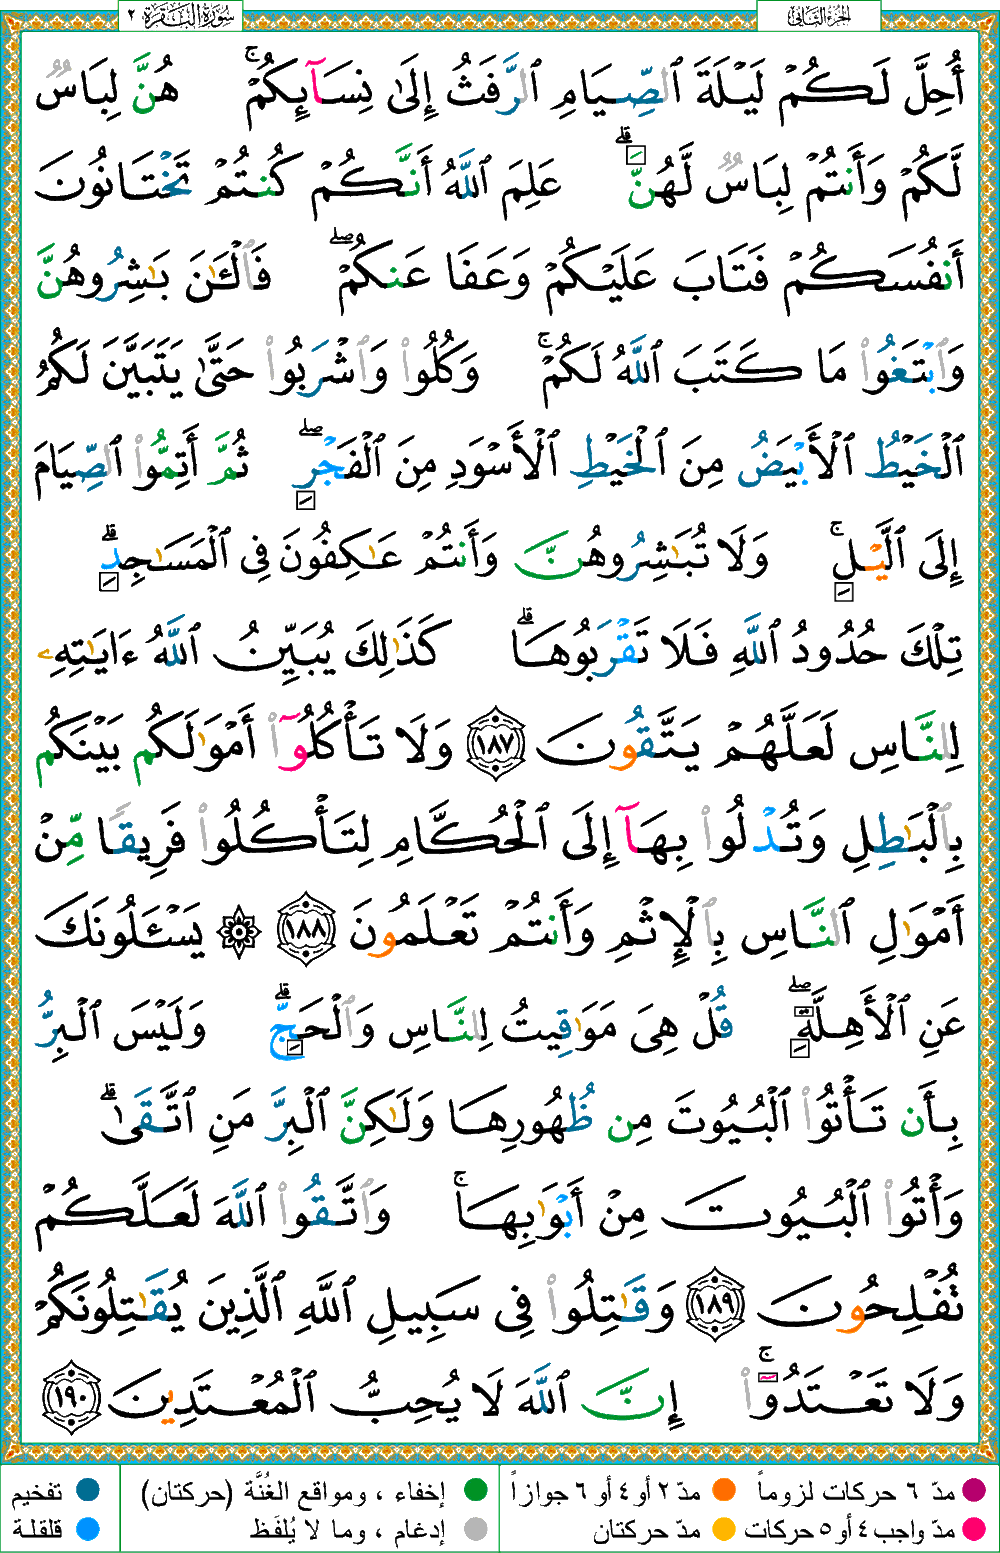 الجزء الثاني
سورة البقرة ٢
أُحِلَّ لَكُمْ لَيْلَةَ ٱلصِّيَامِ ٱلرَّفَثُ إِلَىٰ نِسَآئِكُمْ ۚ هُنَّ لِبَاسٌ
لَّكُمْ وَأَنتُمْ لِبَاسٌ لَّهُنَّ ۗ عَلِمَ ٱللَّهُ أَنَّكُمْ كُنتُمْ تَخْتَانُونَ
أَنفُسَكُمْ فَتَابَ عَلَيْكُمْ وَعَفَا عَنكُمْ ۖ فَٱلْـَٰٔنَ بَـٰشِرُوهُنَّ
وَٱبْتَغُوا۟ مَا كَتَبَ ٱللَّهُ لَكُمْ ۚ وَكُلُوا۟ وَٱشْرَبُوا۟ حَتَّىٰ يَتَبَيَّنَ لَكُمُ
ٱلْخَيْطُ ٱلْأَبْيَضُ مِنَ ٱلْخَيْطِ ٱلْأَسْوَدِ مِنَ ٱلْفَجْرِ ۖ ثُمَّ أَتِمُّوا۟ ٱلصِّيَامَ
إِلَى ٱلَّيْلِ ۚ وَلَا تُبَـٰشِرُوهُنَّ وَأَنتُمْ عَـٰكِفُونَ فِى ٱلْمَسَـٰجِدِ ۗ
تِلْكَ حُدُودُ ٱللَّهِ فَلَا تَقْرَبُوهَا ۗ كَذَٰلِكَ يُبَيِّنُ ٱللَّهُ ءَايَـٰتِهِۦ
لِلنَّاسِ لَعَلَّهُمْ يَتَّقُونَ ١٨٧ وَلَا تَأْكُلُوٓا۟ أَمْوَٰلَكُم بَيْنَكُم
بِٱلْبَـٰطِلِ وَتُدْلُوا۟ بِهَآ إِلَى ٱلْحُكَّامِ لِتَأْكُلُوا۟ فَرِيقًا مِّنْ
أَمْوَٰلِ ٱلنَّاسِ بِٱلْإِثْمِ وَأَنتُمْ تَعْلَمُونَ ١٨٨ ۞ يَسْـَٔلُونَكَ
عَنِ ٱلْأَهِلَّةِ ۖ قُلْ هِىَ مَوَٰقِيتُ لِلنَّاسِ وَٱلْحَجِّ ۗ وَلَيْسَ ٱلْبِرُّ
بِأَن تَأْتُوا۟ ٱلْبُيُوتَ مِن ظُهُورِهَا وَلَـٰكِنَّ ٱلْبِرَّ مَنِ ٱتَّقَىٰ ۗ
وَأْتُوا۟ ٱلْبُيُوتَ مِنْ أَبْوَٰبِهَا ۚ وَٱتَّقُوا۟ ٱللَّهَ لَعَلَّكُمْ
تُفْلِحُونَ ١٨٩ وَقَـٰتِلُوا۟ فِى سَبِيلِ ٱللَّهِ ٱلَّذِينَ يُقَـٰتِلُونَكُمْ
وَلَا تَعْتَدُوٓا۟ ۚ إِنَّ ٱللَّهَ لَا يُحِبُّ ٱلْمُعْتَدِينَ ١٩٠
مدّ ٦ حركات لزوماً مدّ ٢ أو ٤ أو ٦ جوازاً
مدّ واجب ٤ أو ٥ حركات مدّ حركتان
إخفاء ، ومواقع الغُنَّة (حركتان)
إدغام ، وما لا يُلفَظ
تفخيم
قلقلة